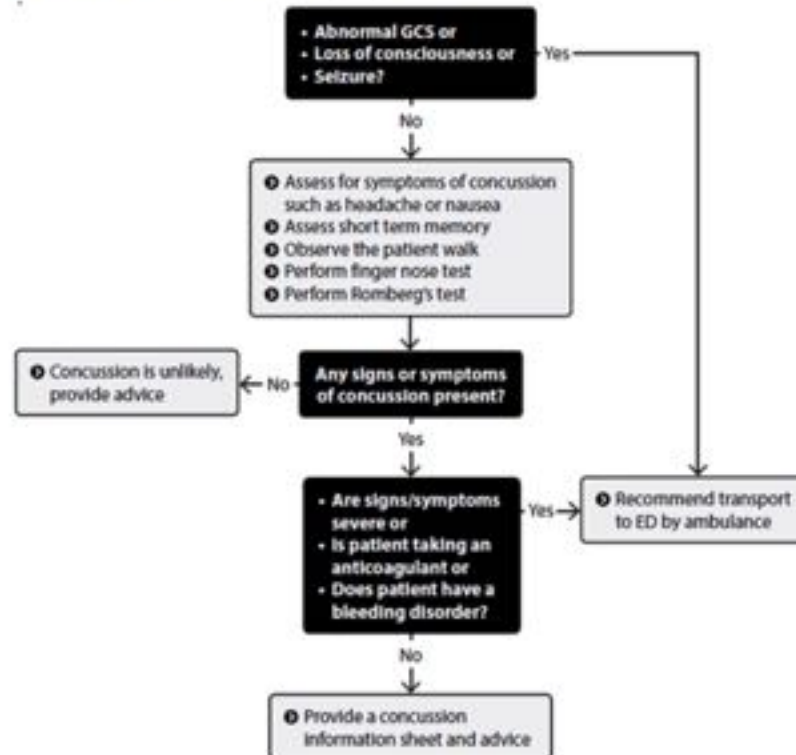 • Abnormal GCS or
• Loss of consciousness or
• Seizure?
Yes
No
Assess for symptoms of concussion
such as headache or nausea
Assess short term memory
Observe the patient walk
Perform finger nose test
Perform Romberg's test
Concussion is unlikely,
provide advice
No
Any signs or symptoms
of concussion present?
Yes
• Are signs/symptoms
severe or
• Is patient taking an
anticoagulant or
• Does patient have a
bleeding disorder?
Yes
Recommend transport
to ED by ambulance
No
Provide a concussion
information sheet and advice